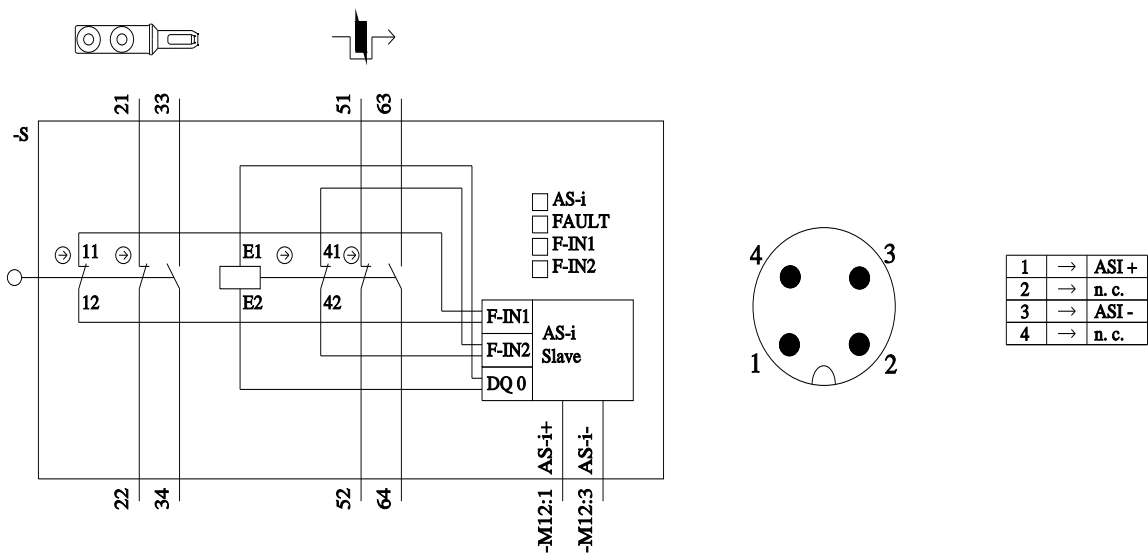 21 33 51 63
-S
11 E1 41
12 E2 42
AS-i
FAULT
F-IN1
F-IN2
F-IN1
F-IN2
DQ 0
AS-i
Slave
AS-i+
AS-i-
22 34 52 64
-M12:1
-M12:3
4 3
1 2
1 → ASI +
2 → n. c.
3 → ASI -
4 → n. c.